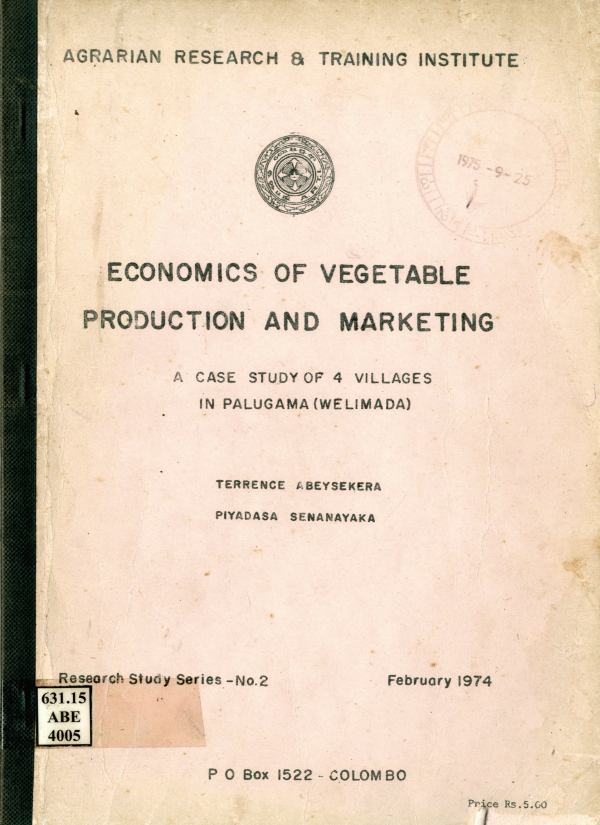 AGRARIAN RESEARCH & TRAINING INSTITUTE
1975-9-25
ECONOMICS OF VEGETABLE
PRODUCTION AND MARKETING
A CASE STUDY OF 4 VILLAGES
IN PALUGAMA (WELIMADA)
TERRENCE ABEYSEKERA
PIYADASA SENANAYAKA
Research Study Series - No.2
February 1974
631.15
ABE
4005
P O Box 1522 - COLOMBO
Price Rs.5.00